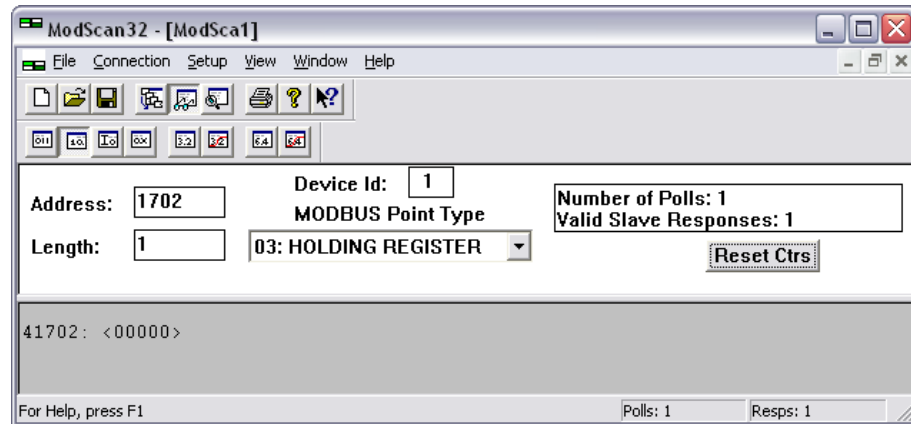 ModScan32 - [ModSca1]
File Connection Setup View Window Help
Address: 1702
Device Id: 1
MODBUS Point Type
Length: 1
03: HOLDING REGISTER
Number of Polls: 1
Valid Slave Responses: 1
Reset Ctrs
41702: <00000>
For Help, press F1
Polls: 1
Resps: 1